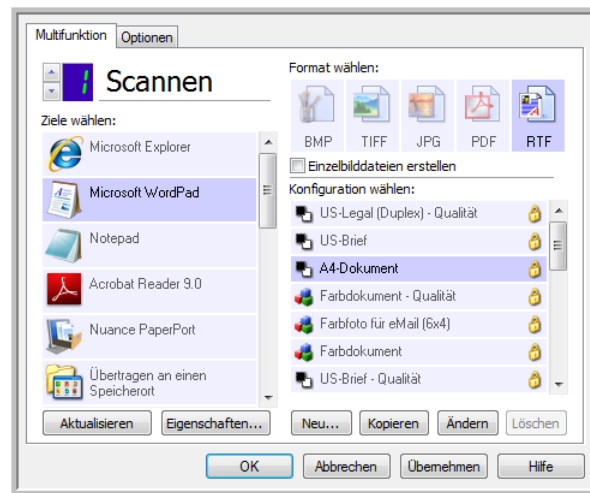 Multifunktion
Optionen
1
Scannen
Ziele wählen:
Microsoft Explorer
Microsoft WordPad
Notepad
Acrobat Reader 9.0
Nuance PaperPort
Übertragen an einen
Speicherort
Aktualisieren
Eigenschaften...
Format wählen:
BMP
TIFF
JPG
PDF
RTF
Einzelbilddateien erstellen
Konfiguration wählen:
US-Legal (Duplex) - Qualität
US-Brief
A4-Dokument
Farbdokument - Qualität
Farbfoto für eMail (6x4)
Farbdokument
US-Brief - Qualität
Neu...
Kopieren
Ändern
Löschen
OK
Abbrechen
Übernehmen
Hilfe